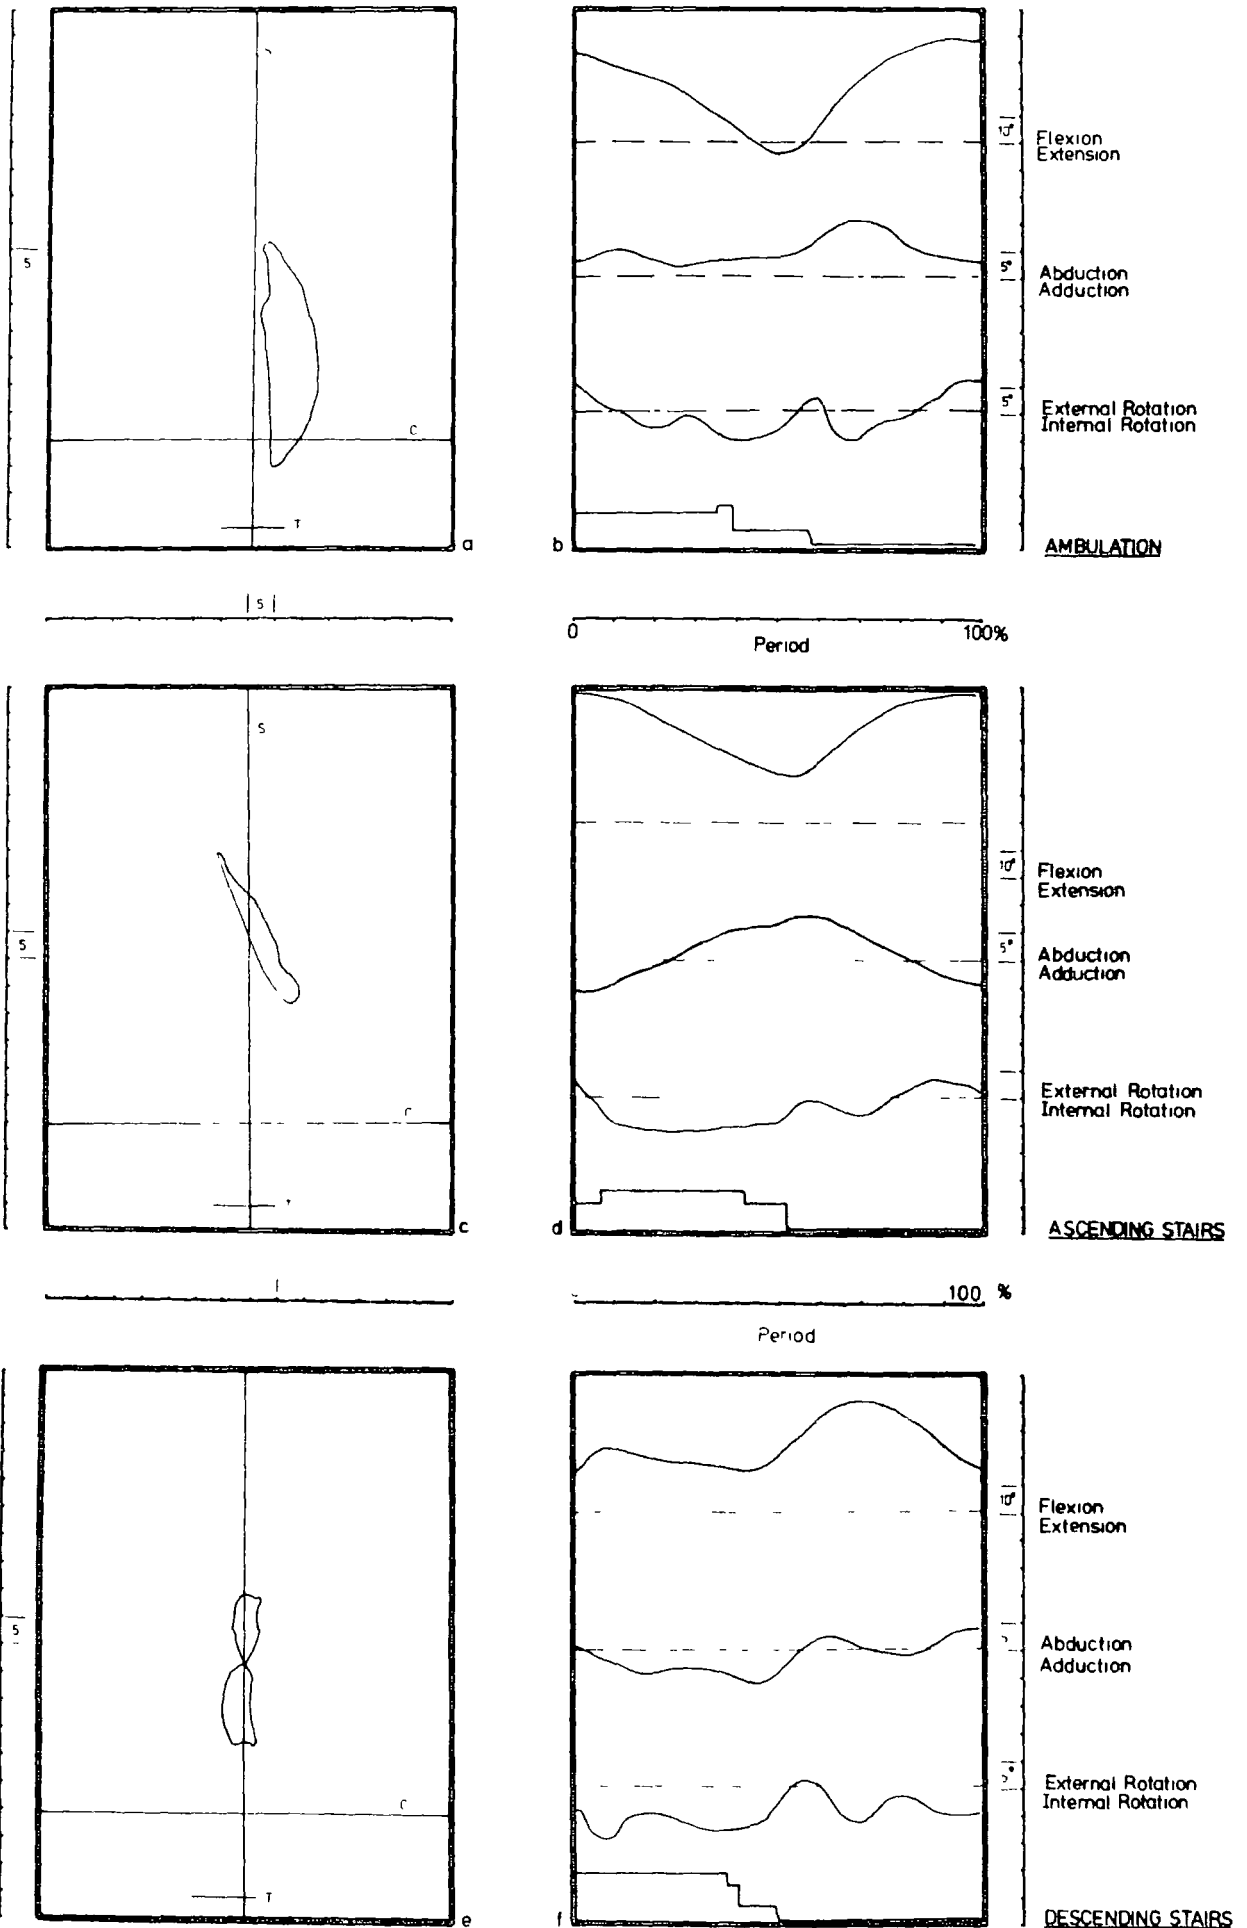 5
C
T
a
10°
Flexion
Extension
5°
Abduction
Adduction
5°
External Rotation
Internal Rotation
b
AMBULATION
5
0
100%
Period
S
5
c
10°
Flexion
Extension
5°
Abduction
Adduction
External Rotation
Internal Rotation
d
ASCENDING STAIRS
100 %
Period
5
C
T
e
10°
Flexion
Extension
Abduction
Adduction
5°
External Rotation
Internal Rotation
f
DESCENDING STAIRS